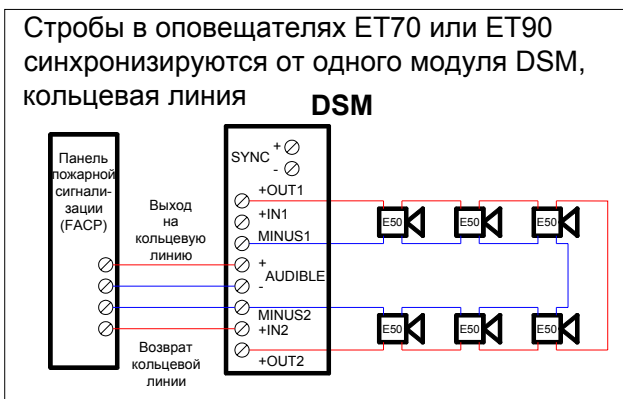 Стробы в оповещателях ET70 или ET90
синхронизируются от одного модуля DSM,
кольцевая линия
DSM
Панель
пожарной
сигнали-
зации
(FACP)
Выход
на
кольцевую
линию
Возврат
кольцевой
линии
SYNC +
-
+OUT1
+IN1
MINUS1
+
AUDIBLE
-
MINUS2
+IN2
+OUT2
E50 E50 E50
E50 E50 E50